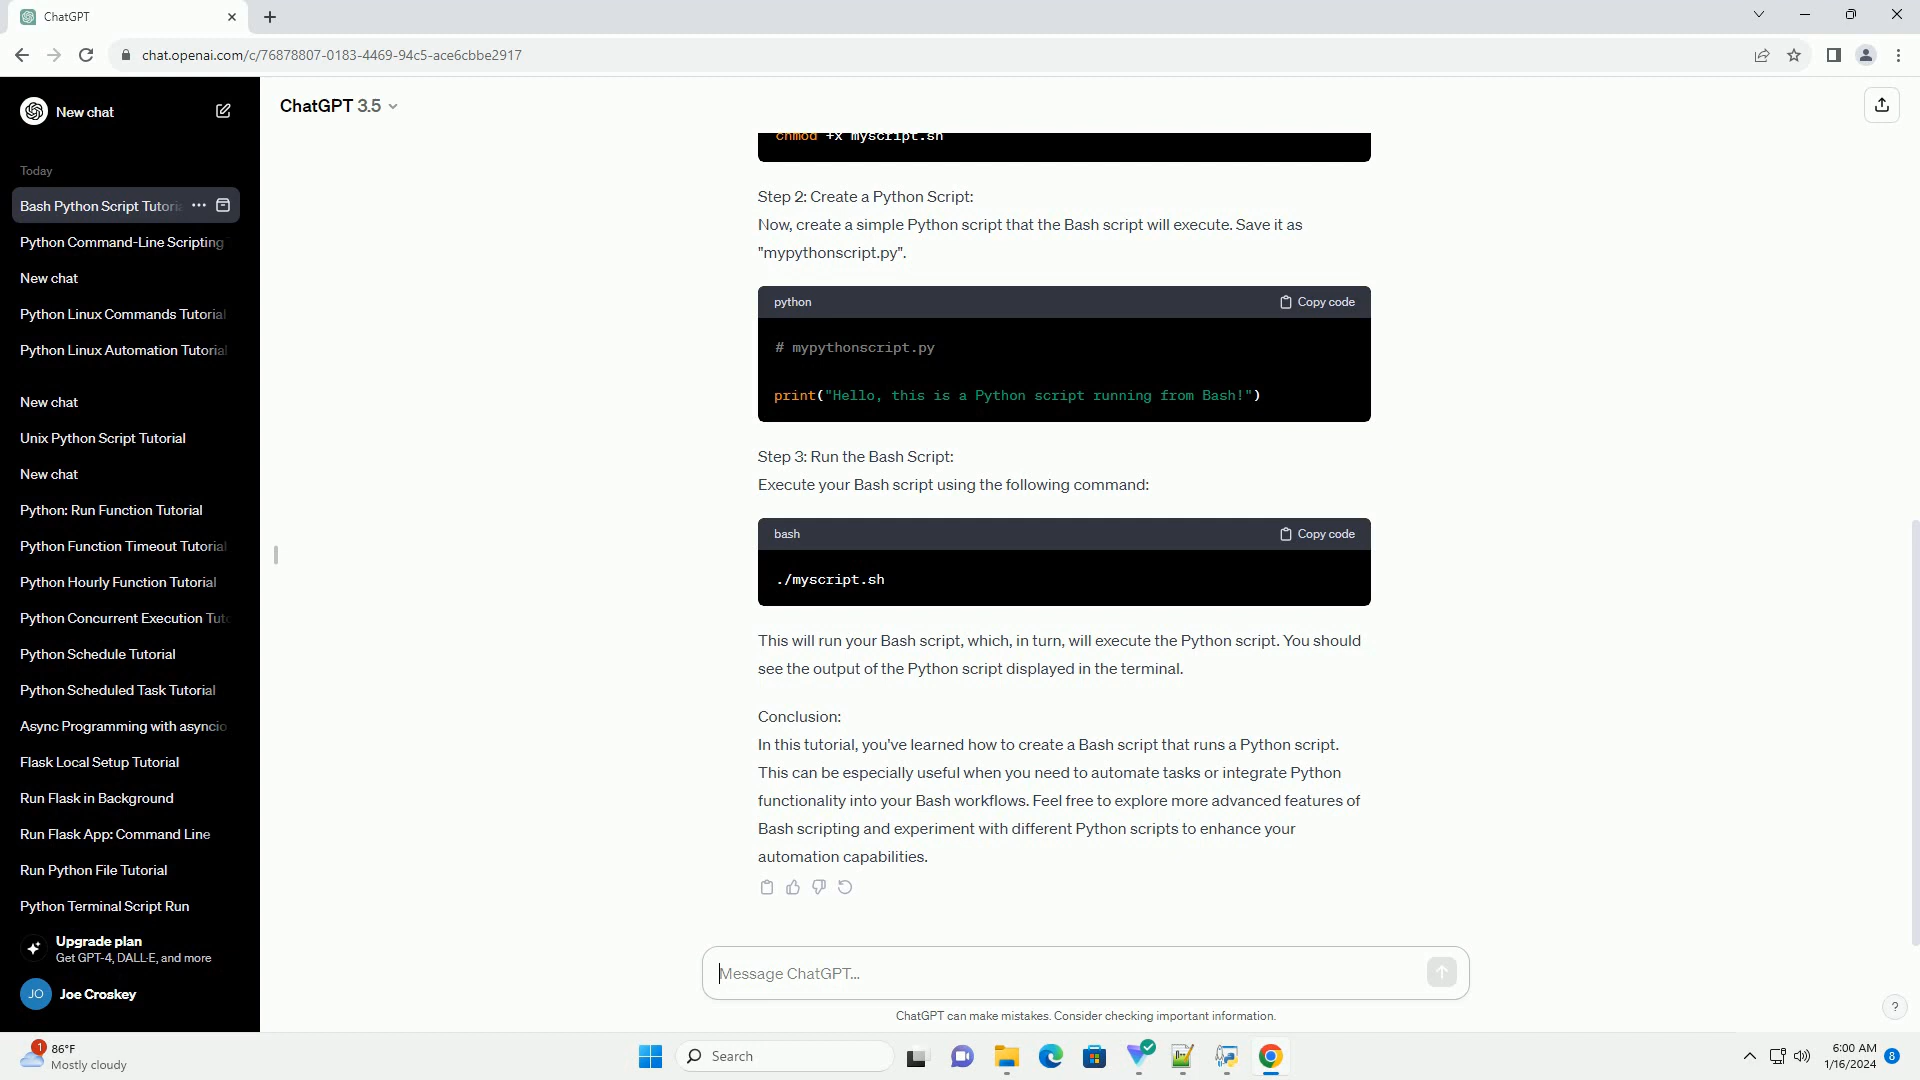 ChatGPT
chat.openai.com/c/76878807-0183-4469-94c5-ace6cbbe2917
New chat
Today
Bash Python Script Tutoria
Python Command-Line Scripting
New chat
Python Linux Commands Tutorial
Python Linux Automation Tutorial
New chat
Unix Python Script Tutorial
New chat
Python: Run Function Tutorial
Python Function Timeout Tutorial
Python Hourly Function Tutorial
Python Concurrent Execution Tuto
Python Schedule Tutorial
Python Scheduled Task Tutorial
Async Programming with asyncio
Flask Local Setup Tutorial
Run Flask in Background
Run Flask App: Command Line
Run Python File Tutorial
Python Terminal Script Run
Upgrade plan
Get GPT-4, DALL·E, and more
JO Joe Croskey
ChatGPT 3.5
chmod +x myscript.sh
Step 2: Create a Python Script:
Now, create a simple Python script that the Bash script will execute. Save it as
"mypythonscript.py".
python Copy code
# mypythonscript.py
print("Hello, this is a Python script running from Bash!")
Step 3: Run the Bash Script:
Execute your Bash script using the following command:
bash Copy code
./myscript.sh
This will run your Bash script, which, in turn, will execute the Python script. You should
see the output of the Python script displayed in the terminal.
Conclusion:
In this tutorial, you've learned how to create a Bash script that runs a Python script.
This can be especially useful when you need to automate tasks or integrate Python
functionality into your Bash workflows. Feel free to explore more advanced features of
Bash scripting and experiment with different Python scripts to enhance your
automation capabilities.
Message ChatGPT...
ChatGPT can make mistakes. Consider checking important information.
?
1 86°F
Mostly cloudy
Search
6:00 AM
1/16/2024
8